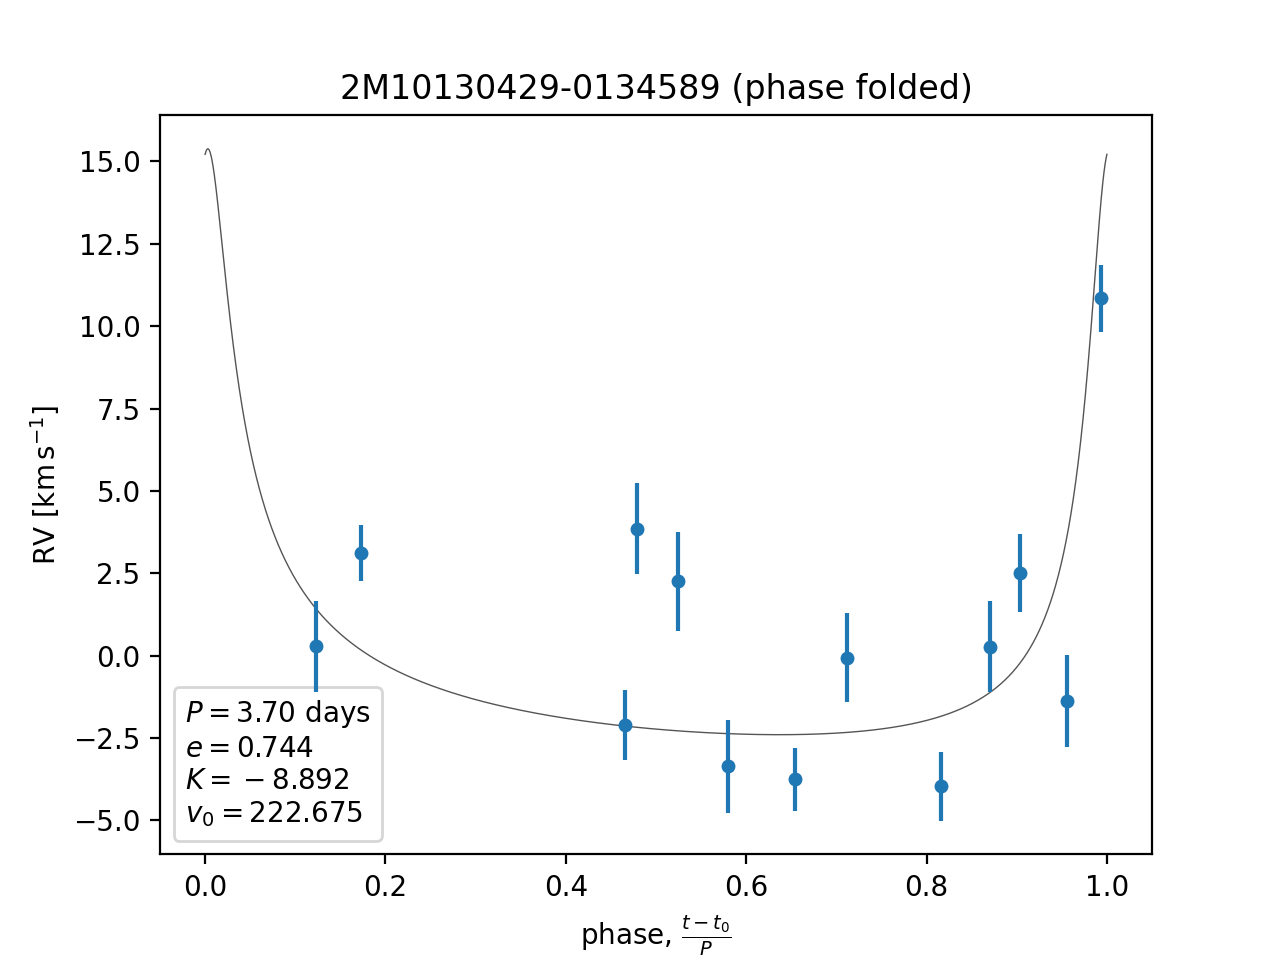 2M10130429-0134589 (phase folded)
15.0
12.5
10.0
7.5
5.0
2.5
0.0
−2.5
−5.0
RV [km s⁻¹]
P = 3.70 days
e = 0.744
K = −8.892
v₀ = 222.675
0.0 0.2 0.4 0.6 0.8 1.0
phase, (t − t₀)/P